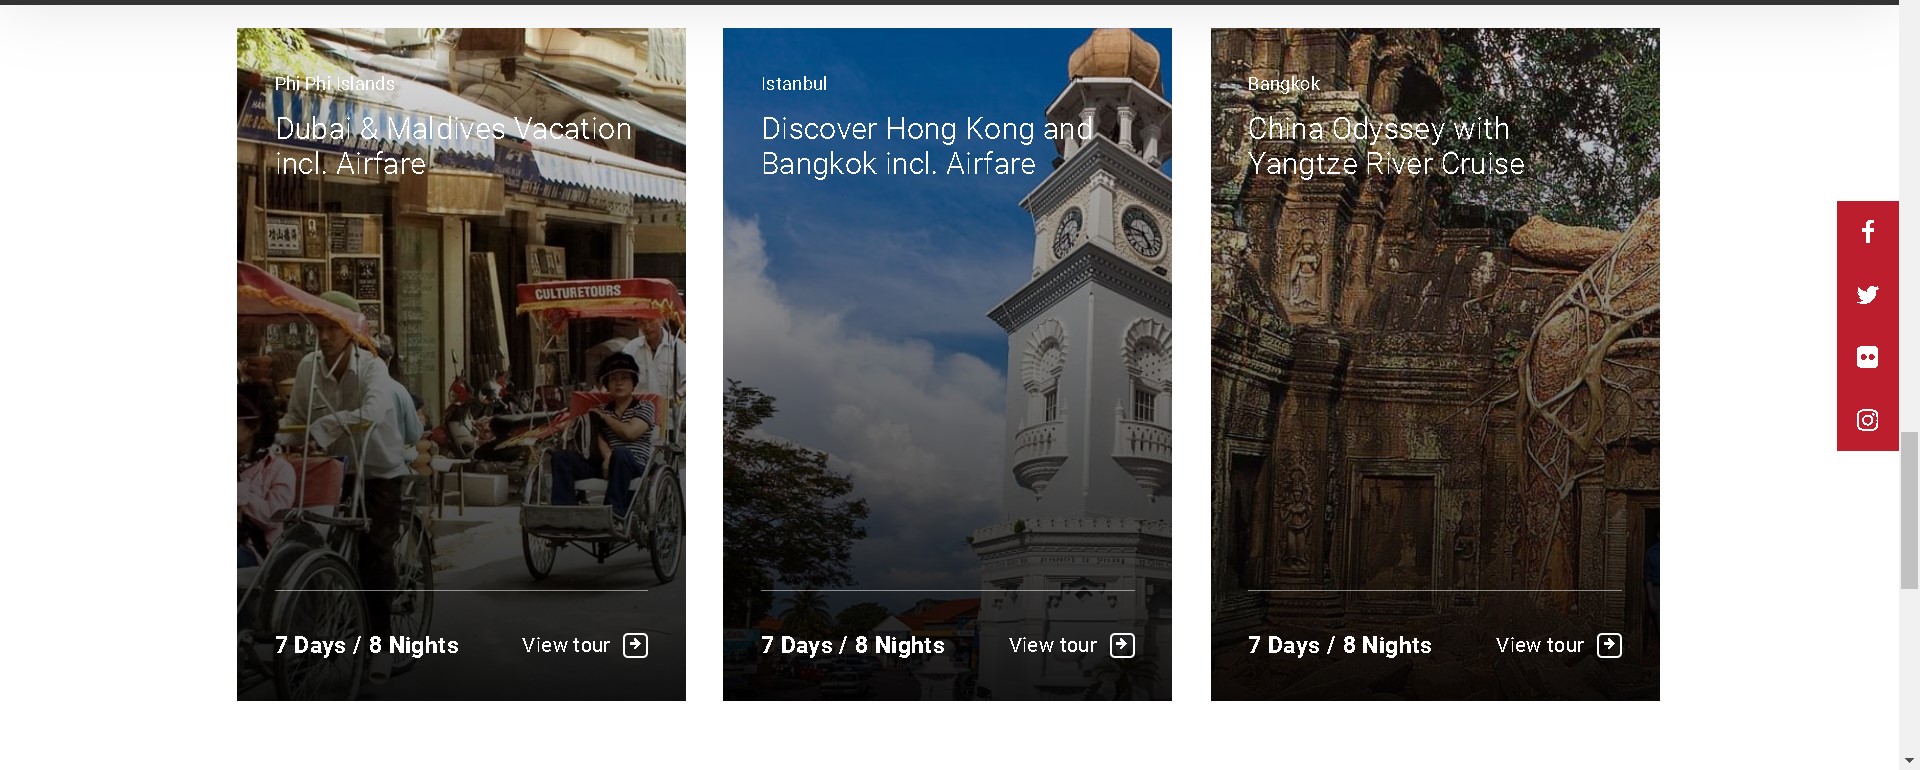 Phi Phi Islands
Dubai & Maldives Vacation
incl. Airfare
CULTURETOURS
7 Days / 8 Nights
View tour
Istanbul
Discover Hong Kong and
Bangkok incl. Airfare
7 Days / 8 Nights
View tour
Bangkok
China Odyssey with
Yangtze River Cruise
7 Days / 8 Nights
View tour